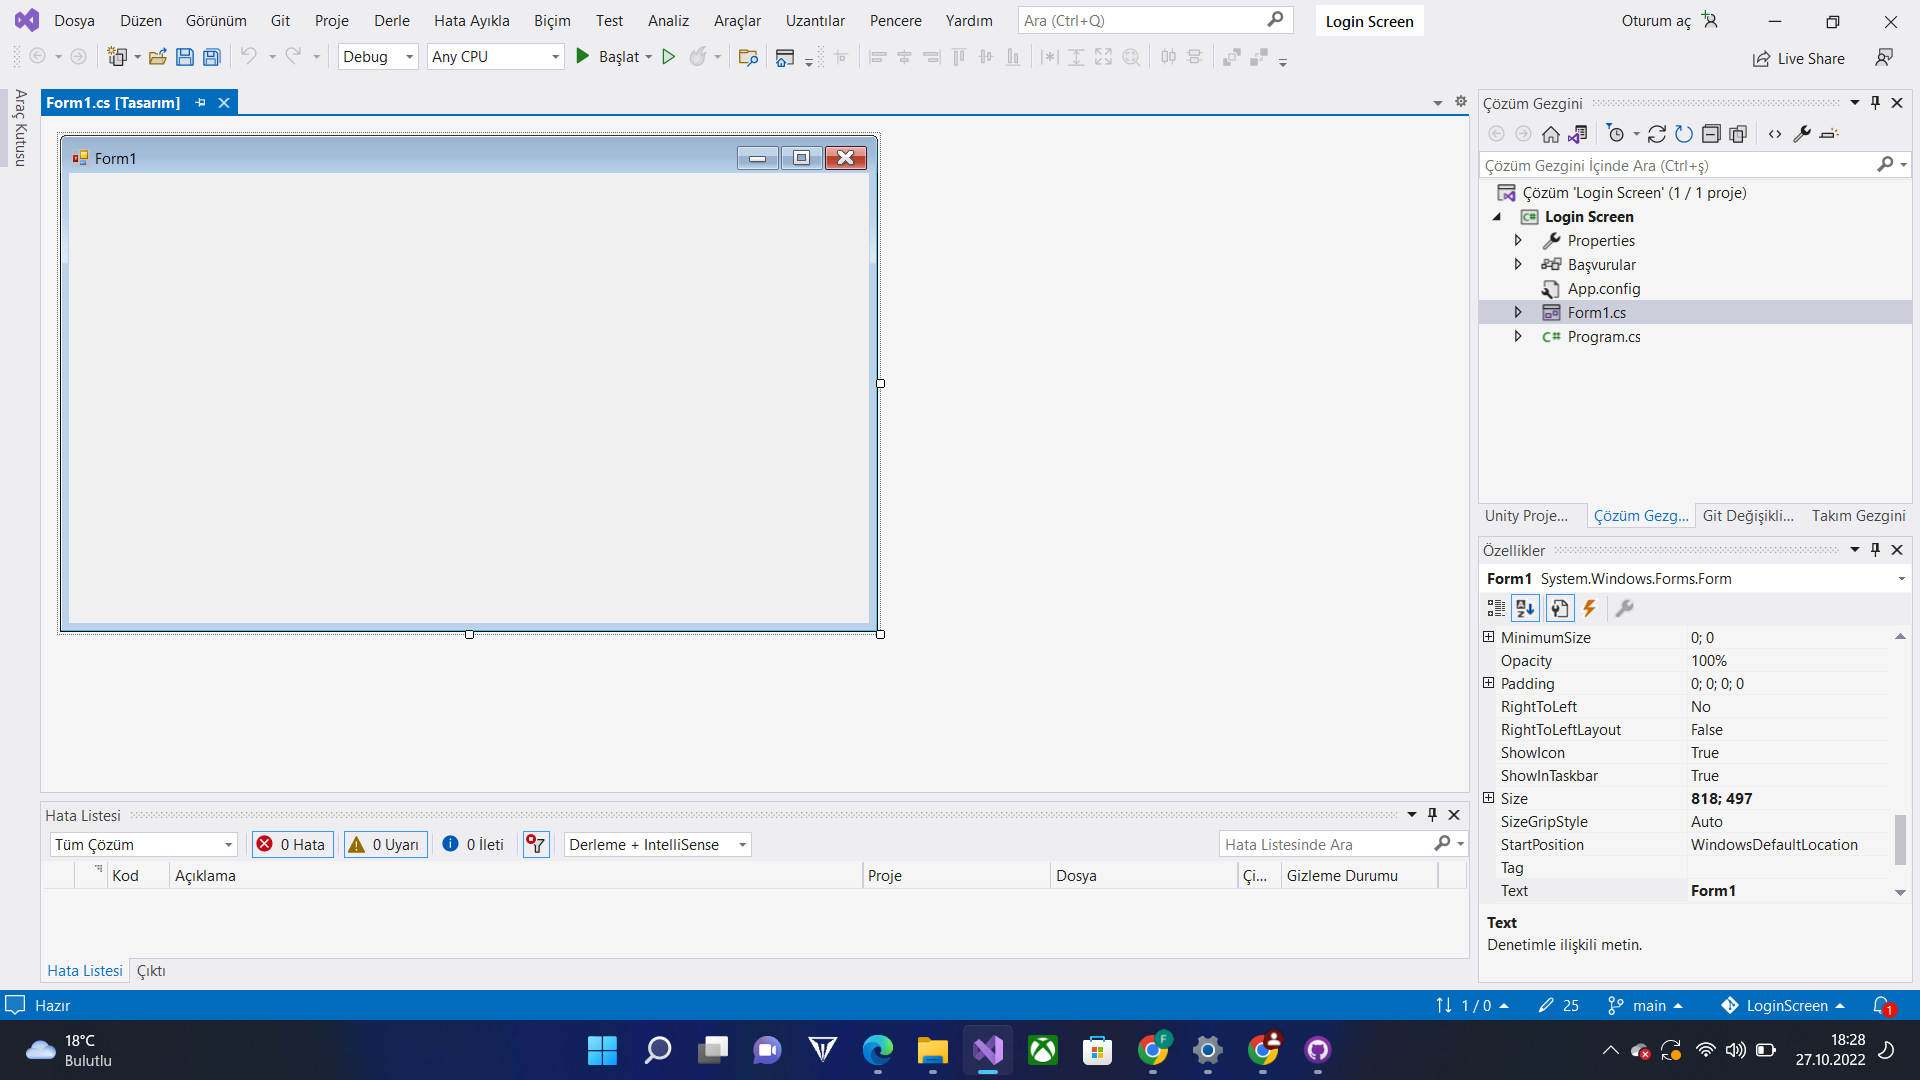 Dosya Düzen Görünüm Git Proje Derle Hata Ayıkla Biçim Test Analiz Araçlar Uzantılar Pencere Yardım Ara (Ctrl+Q) Login Screen Oturum aç
Debug Any CPU Başlat Live Share
Araç Kutusu
Form1.cs [Tasarım]
Form1
Çözüm Gezgini
Çözüm Gezgini İçinde Ara (Ctrl+ş)
Çözüm 'Login Screen' (1 / 1 proje)
Login Screen
Properties
Başvurular
App.config
Form1.cs
C# Program.cs
Unity Proje... Çözüm Gezg... Git Değişikli... Takım Gezgini
Özellikler
Form1 System.Windows.Forms.Form
MinimumSize 0; 0
Opacity 100%
Padding 0; 0; 0; 0
RightToLeft No
RightToLeftLayout False
ShowIcon True
ShowInTaskbar True
Size 818; 497
SizeGripStyle Auto
StartPosition WindowsDefaultLocation
Tag
Text Form1
Text
Denetimle ilişkili metin.
Hata Listesi
Tüm Çözüm 0 Hata 0 Uyarı 0 İleti Derleme + IntelliSense Hata Listesinde Ara
Kod Açıklama Proje Dosya Çi... Gizleme Durumu
Hata Listesi Çıktı
Hazır 1 / 0 25 main LoginScreen 1
18°C
Bulutlu
F
18:28
27.10.2022